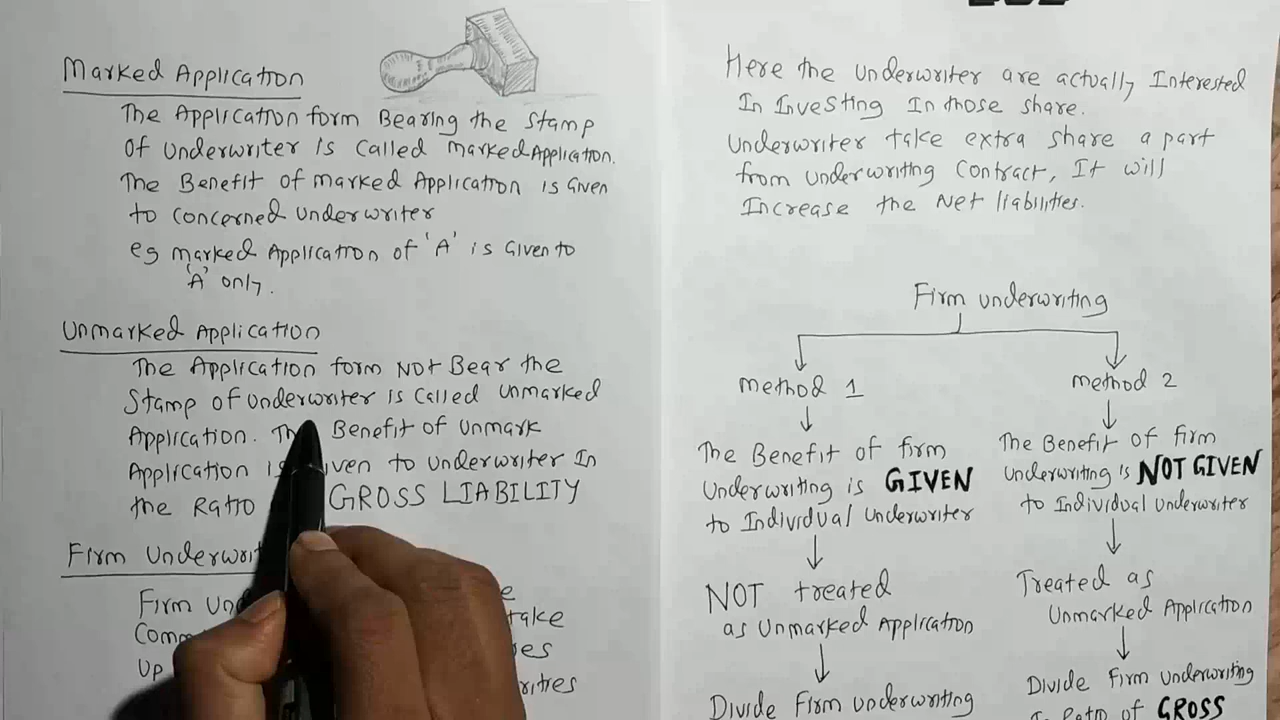 Marked Application
The Application form Bearing the Stamp
of underwriter is called marked Application.
The Benefit of marked Application is Given
to concerned underwriter
eg marked Application of 'A' is Given to
'A' only.
Unmarked Application
The Application form NOT Bear the
Stamp of underwriter is called unmarked
Application. Benefit of unmark
Application to underwriter In
the Ratio GROSS LIABILITY
Firm
Firm
take
up
Here the underwriter are actually Interested
In Investing In those share.
underwriter take extra share a part
from underwriting contract, It will
Increase the Net liabilities.
Firm underwriting
method 1
method 2
The Benefit of firm
underwriting is GIVEN
to Individual underwriter
The Benefit of firm
underwriting is NOT GIVEN
to Individual underwriter
NOT treated
as unmarked Application
Treated as
unmarked Application
Divide Firm underwriting
Divide Firm underwriting
In Ratio of GROSS